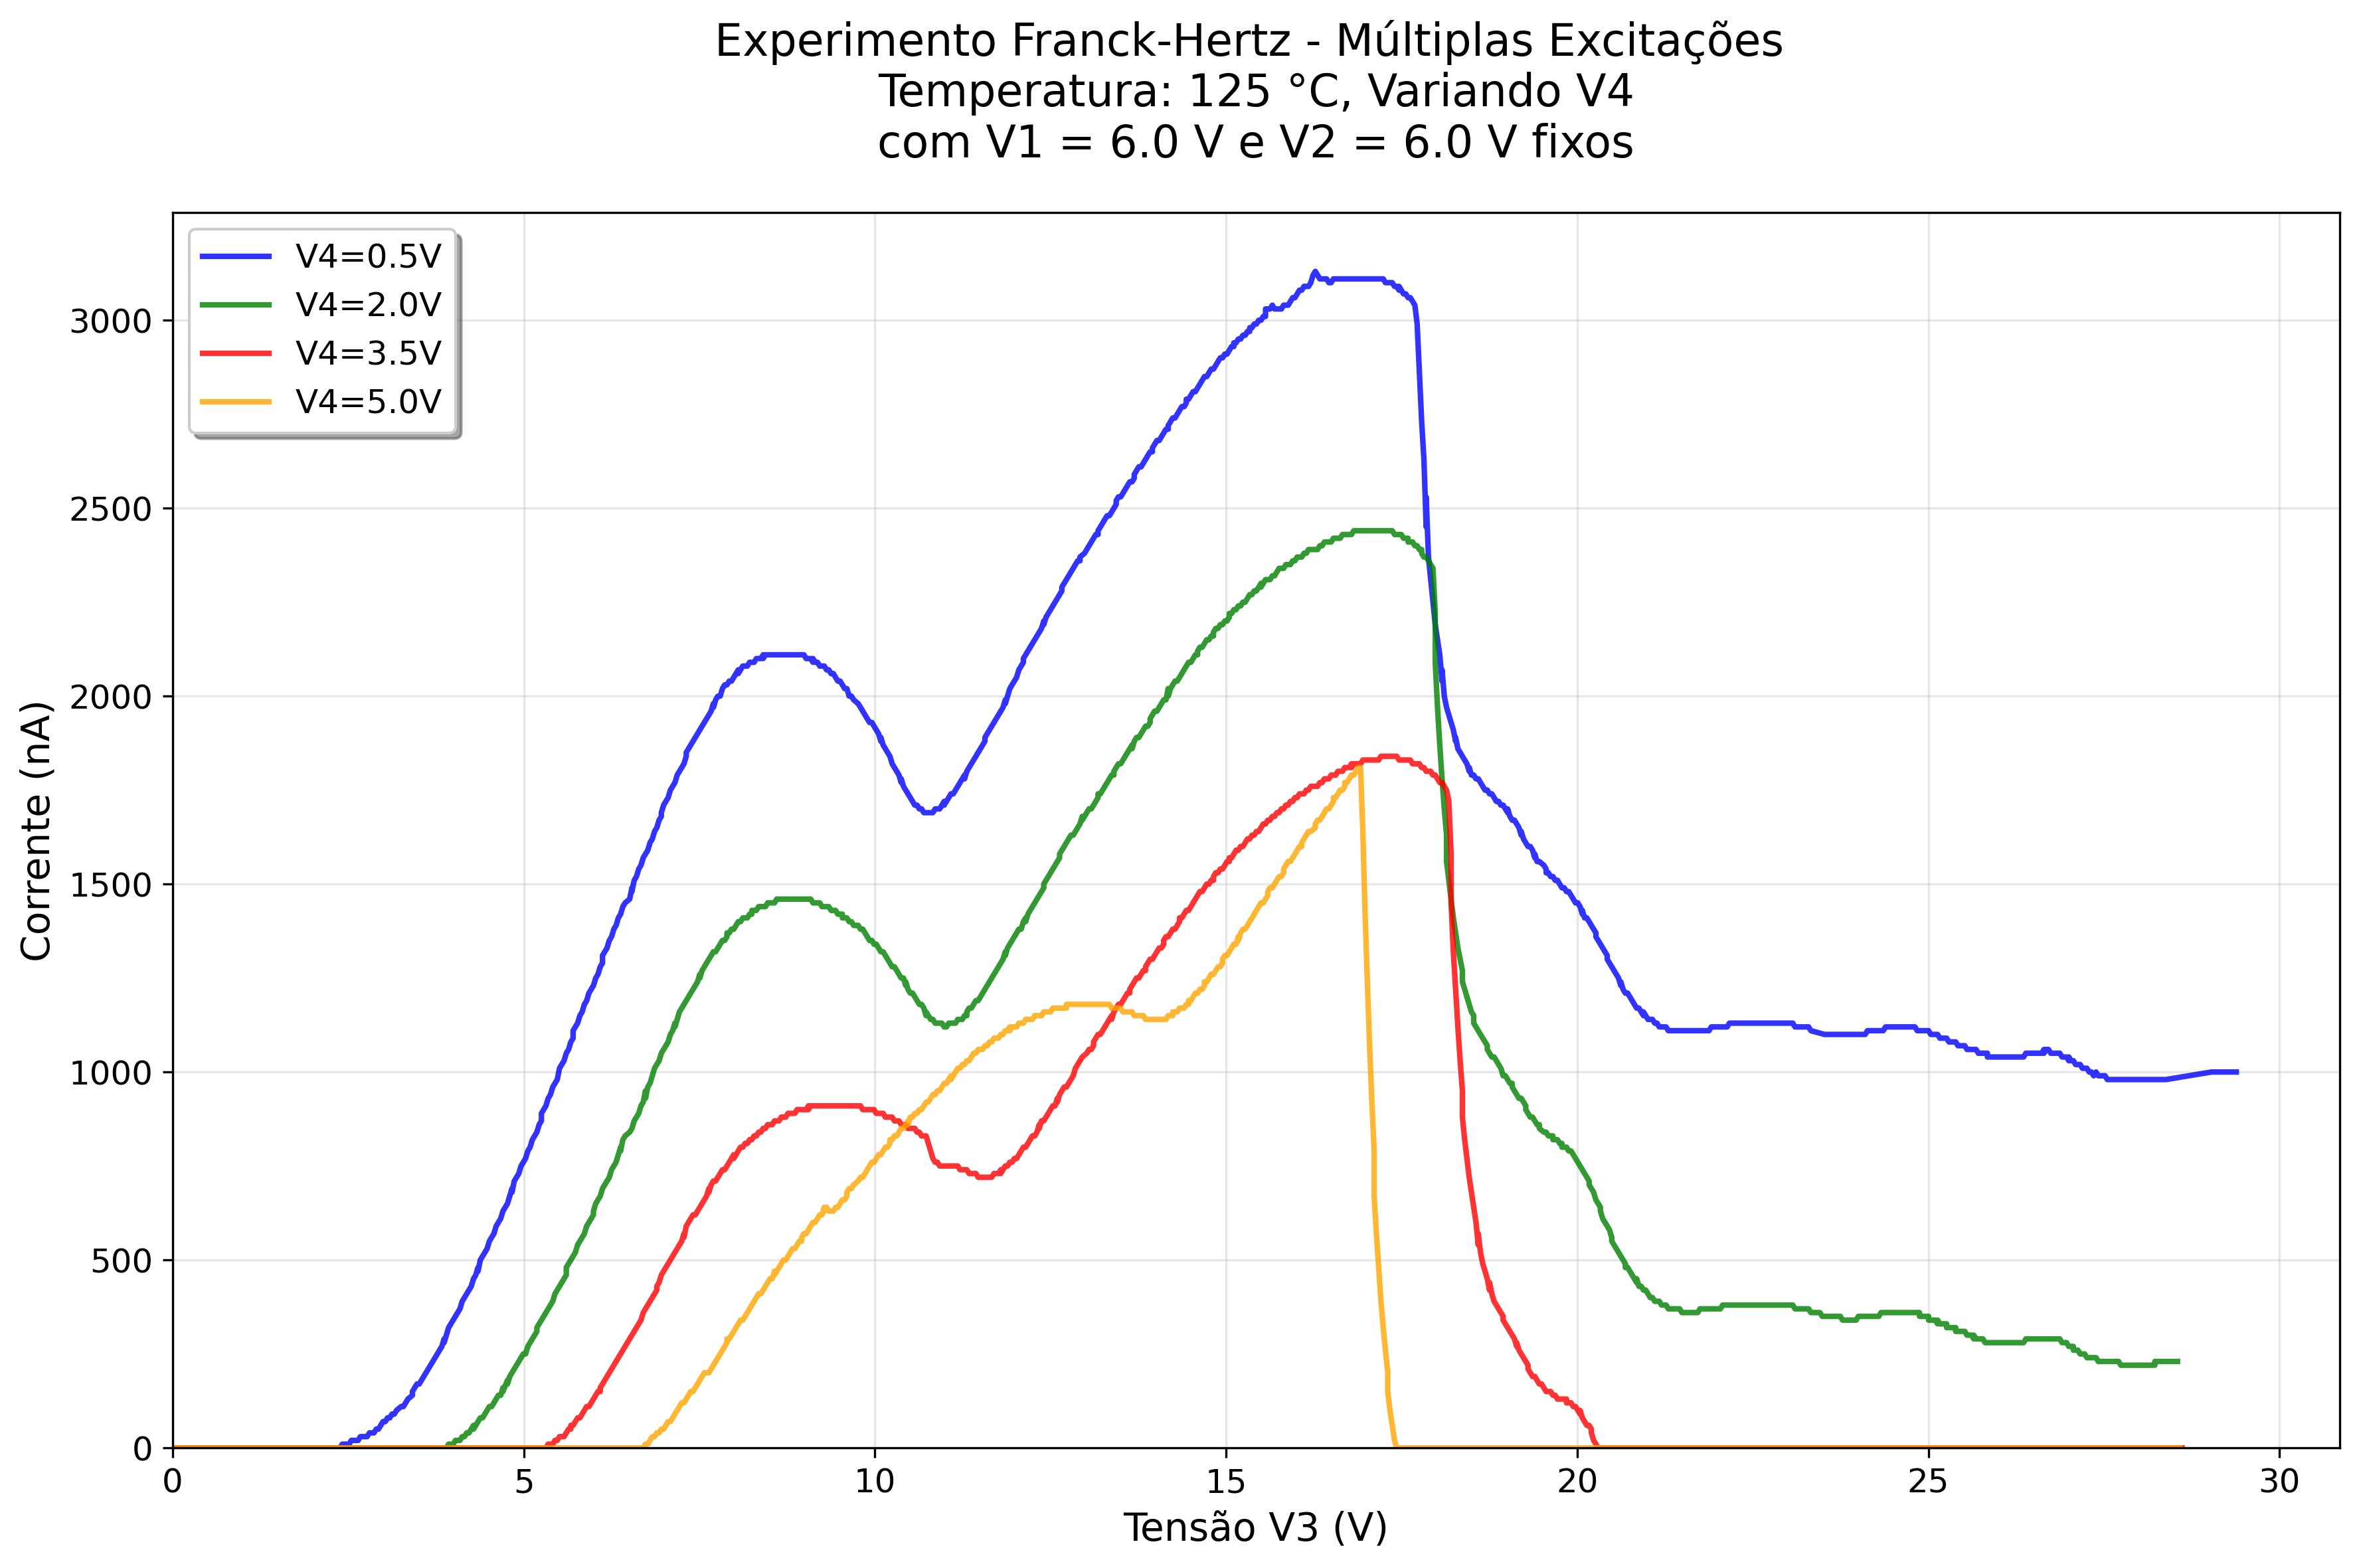 Experimento Franck-Hertz - Múltiplas Excitações
Temperatura: 125 °C, Variando V4
com V1 = 6.0 V e V2 = 6.0 V fixos
V4=0.5V
V4=2.0V
V4=3.5V
V4=5.0V
3000
2500
2000
1500
1000
500
0
Corrente (nA)
0 5 10 15 20 25 30
Tensão V3 (V)